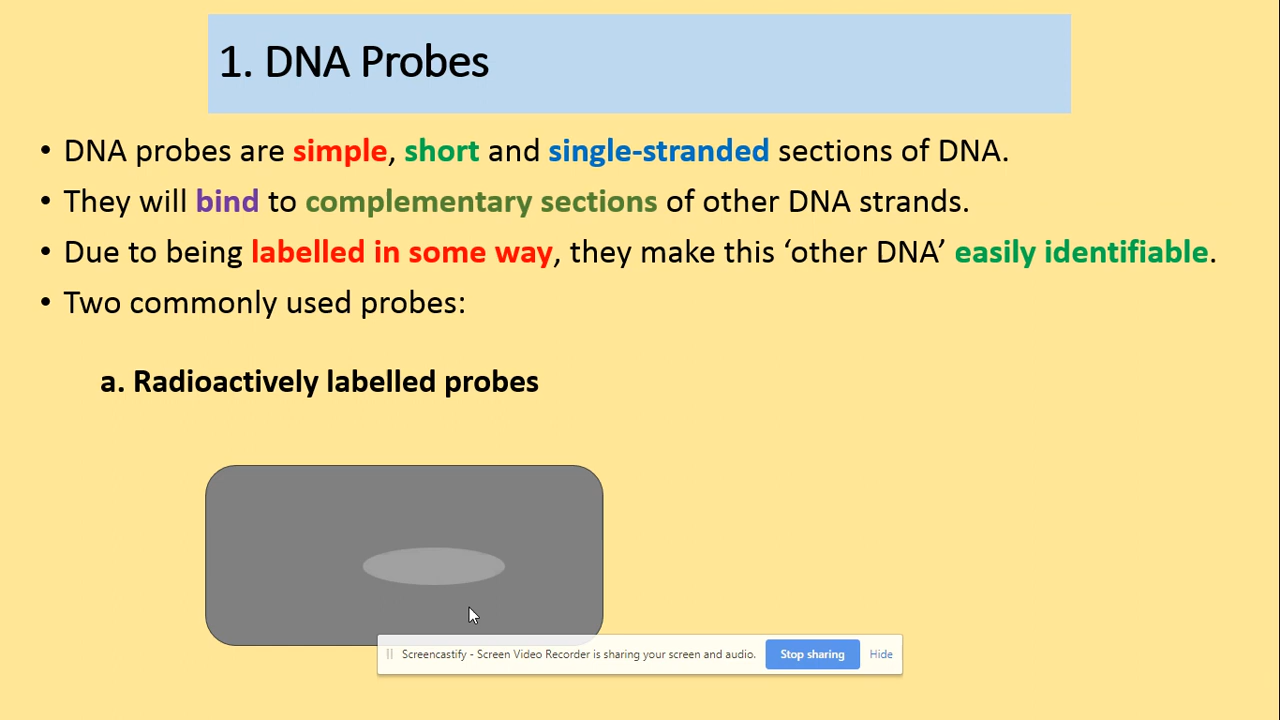 1. DNA Probes
• DNA probes are simple, short and single-stranded sections of DNA.
• They will bind to complementary sections of other DNA strands.
• Due to being labelled in some way, they make this ‘other DNA’ easily identifiable.
• Two commonly used probes:
a. Radioactively labelled probes
Screencastify - Screen Video Recorder is sharing your screen and audio. Stop sharing Hide